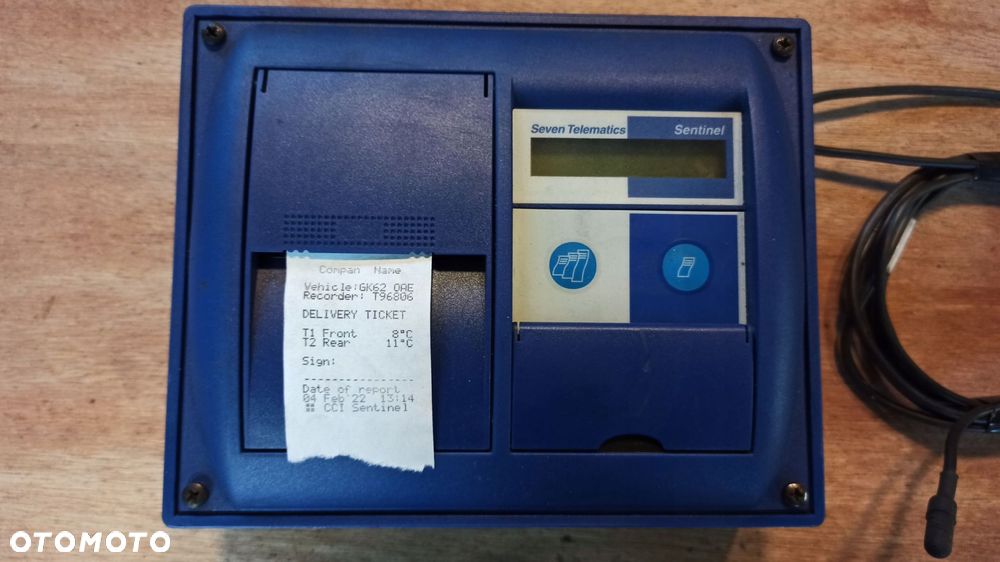 Seven Telematics Sentinel
Compan Name
Vehicle:GK62 OAE
Recorder: T96806
DELIVERY TICKET
T1 Front 8°C
T2 Rear 11°C
Sign:
----------------
Date of report
04 Feb'22 13:14
CCI Sentinel
OTOMOTO